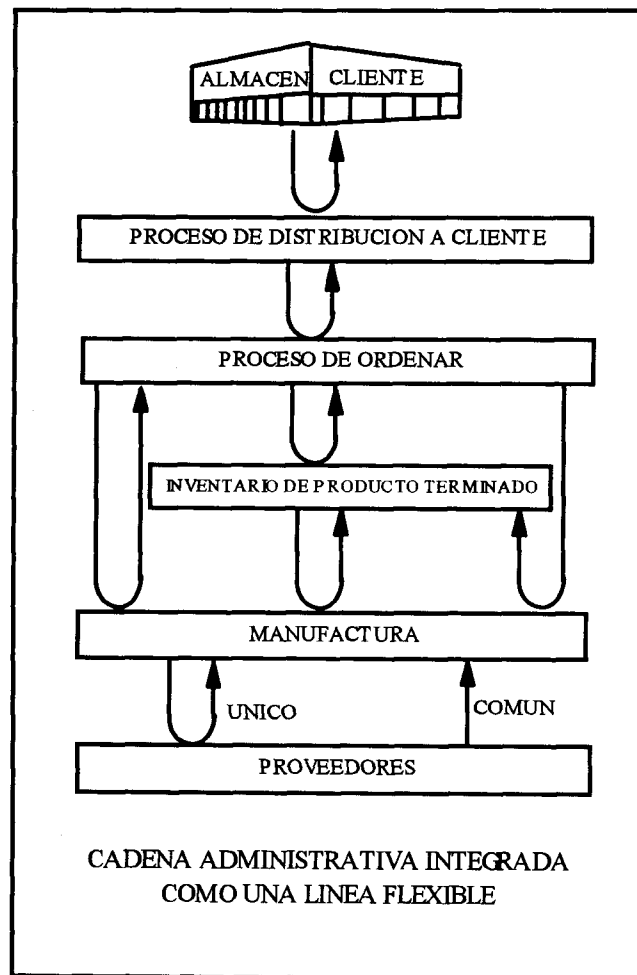 ALMACEN CLIENTE
PROCESO DE DISTRIBUCION A CLIENTE
PROCESO DE ORDENAR
INVENTARIO DE PRODUCTO TERMINADO
MANUFACTURA
UNICO
COMUN
PROVEEDORES
CADENA ADMINISTRATIVA INTEGRADA
COMO UNA LINEA FLEXIBLE